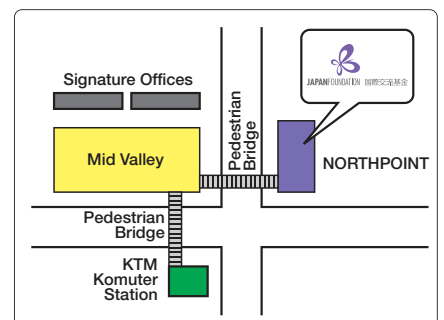 JAPANFOUNDATION 国際交流基金
Signature Offices
Mid Valley
Pedestrian
Bridge
NORTHPOINT
Pedestrian
Bridge
KTM
Komuter
Station